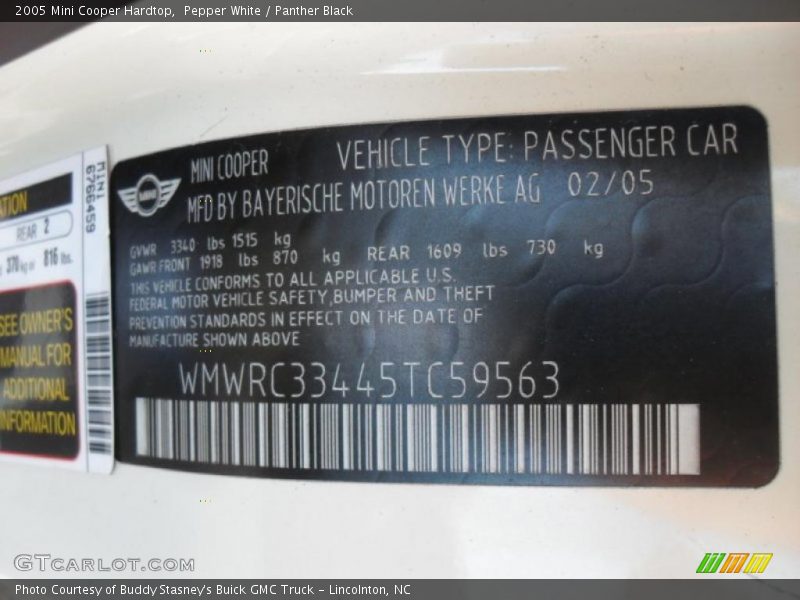 2005 Mini Cooper Hardtop, Pepper White / Panther Black
MINI COOPER VEHICLE TYPE: PASSENGER CAR
MFD BY BAYERISCHE MOTOREN WERKE AG 02/05
GVWR 3340 lbs 1515 kg
GAWR FRONT 1918 lbs 870 kg REAR 1609 lbs 730 kg
THIS VEHICLE CONFORMS TO ALL APPLICABLE U.S.
FEDERAL MOTOR VEHICLE SAFETY,BUMPER AND THEFT
PREVENTION STANDARDS IN EFFECT ON THE DATE OF
MANUFACTURE SHOWN ABOVE
WMWRC33445TC59563
MINI
6766459
REAR 2
370 kg or 816 lbs.
SEE OWNER'S
MANUAL FOR
ADDITIONAL
INFORMATION
GTCARLOT.COM
Photo Courtesy of Buddy Stasney's Buick GMC Truck - Lincolnton, NC